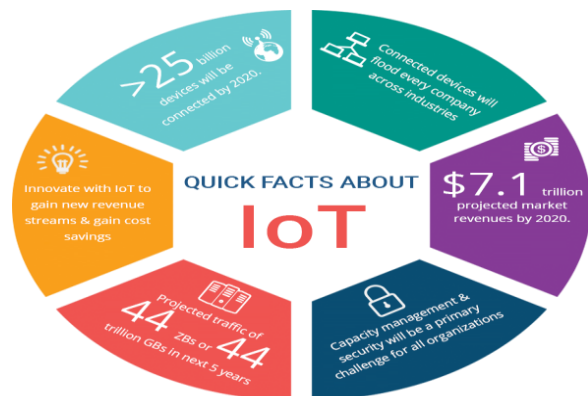 QUICK FACTS ABOUT
IoT
>25 billion
devices will be
connected by 2020.
Connected devices will
flood every company
across industries
$7.1 trillion
projected market
revenues by 2020.
Capacity management &
security will be a primary
challenge for all organizations
Projected traffic of
44 ZBs or 44
trillion GBs in next 5 years
Innovate with IoT to
gain new revenue
streams & gain cost
savings